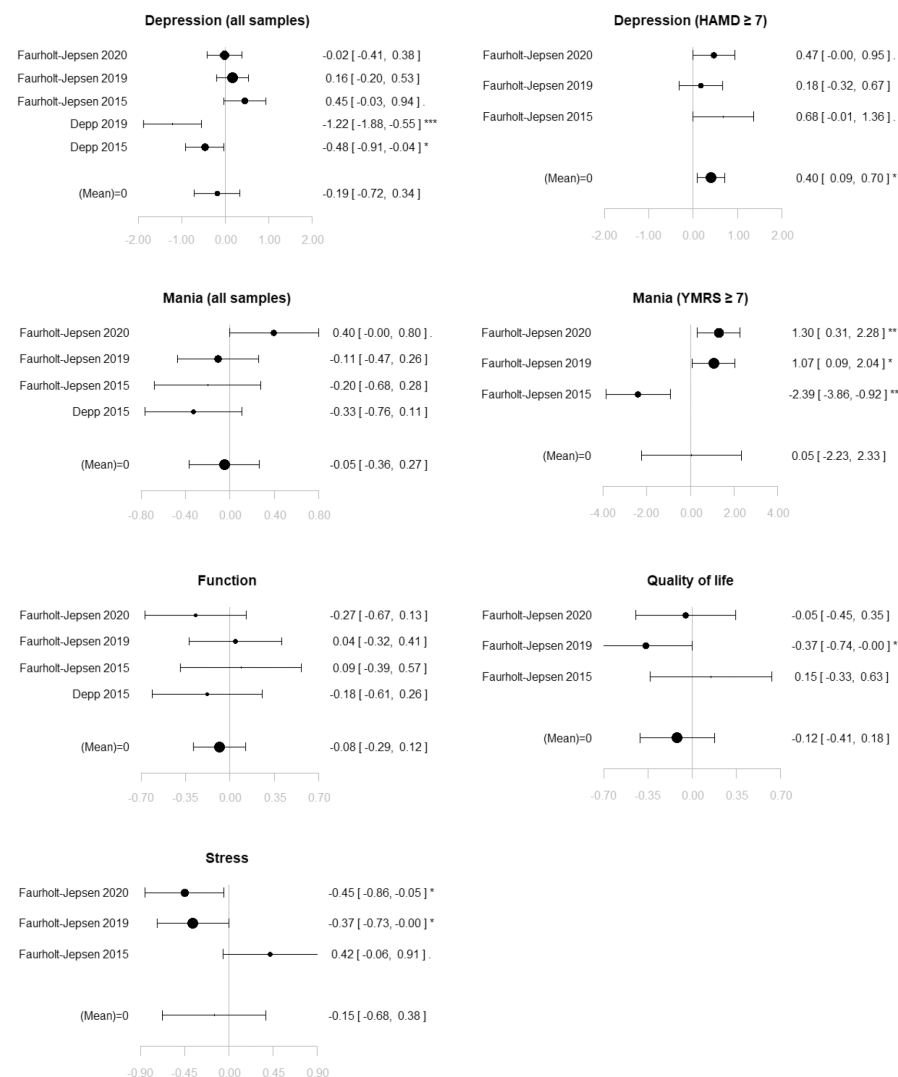 Depression (all samples)
Faurholt-Jepsen 2020 -0.02 [ -0.41, 0.38 ]
Faurholt-Jepsen 2019 0.16 [ -0.20, 0.53 ]
Faurholt-Jepsen 2015 0.45 [ -0.03, 0.94 ] .
Depp 2019 -1.22 [ -1.88, -0.55 ] ***
Depp 2015 -0.48 [ -0.91, -0.04 ] *
(Mean)=0 -0.19 [ -0.72, 0.34 ]
-2.00 -1.00 0.00 1.00 2.00
Depression (HAMD ≥ 7)
Faurholt-Jepsen 2020 0.47 [ -0.00, 0.95 ] .
Faurholt-Jepsen 2019 0.18 [ -0.32, 0.67 ]
Faurholt-Jepsen 2015 0.68 [ -0.01, 1.36 ] .
(Mean)=0 0.40 [ 0.09, 0.70 ] *
-2.00 -1.00 0.00 1.00 2.00
Mania (all samples)
Faurholt-Jepsen 2020 0.40 [ -0.00, 0.80 ] .
Faurholt-Jepsen 2019 -0.11 [ -0.47, 0.26 ]
Faurholt-Jepsen 2015 -0.20 [ -0.68, 0.28 ]
Depp 2015 -0.33 [ -0.76, 0.11 ]
(Mean)=0 -0.05 [ -0.36, 0.27 ]
-0.80 -0.40 0.00 0.40 0.80
Mania (YMRS ≥ 7)
Faurholt-Jepsen 2020 1.30 [ 0.31, 2.28 ] **
Faurholt-Jepsen 2019 1.07 [ 0.09, 2.04 ] *
Faurholt-Jepsen 2015 -2.39 [ -3.86, -0.92 ] **
(Mean)=0 0.05 [ -2.23, 2.33 ]
-4.00 -2.00 0.00 2.00 4.00
Function
Faurholt-Jepsen 2020 -0.27 [ -0.67, 0.13 ]
Faurholt-Jepsen 2019 0.04 [ -0.32, 0.41 ]
Faurholt-Jepsen 2015 0.09 [ -0.39, 0.57 ]
Depp 2015 -0.18 [ -0.61, 0.26 ]
(Mean)=0 -0.08 [ -0.29, 0.12 ]
-0.70 -0.35 0.00 0.35 0.70
Quality of life
Faurholt-Jepsen 2020 -0.05 [ -0.45, 0.35 ]
Faurholt-Jepsen 2019 -0.37 [ -0.74, -0.00 ] *
Faurholt-Jepsen 2015 0.15 [ -0.33, 0.63 ]
(Mean)=0 -0.12 [ -0.41, 0.18 ]
-0.70 -0.35 0.00 0.35 0.70
Stress
Faurholt-Jepsen 2020 -0.45 [ -0.86, -0.05 ] *
Faurholt-Jepsen 2019 -0.37 [ -0.73, -0.00 ] *
Faurholt-Jepsen 2015 0.42 [ -0.06, 0.91 ] .
(Mean)=0 -0.15 [ -0.68, 0.38 ]
-0.90 -0.45 0.00 0.45 0.90